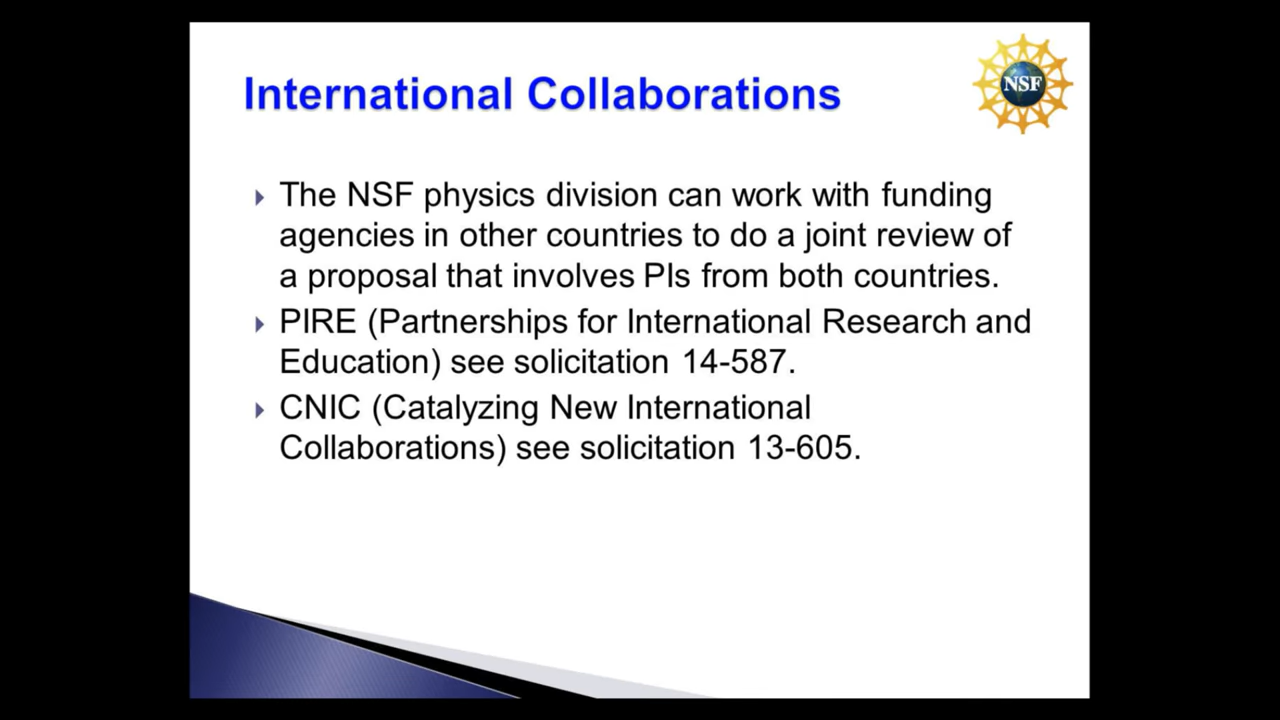 International Collaborations
NSF
The NSF physics division can work with funding
agencies in other countries to do a joint review of
a proposal that involves PIs from both countries.
PIRE (Partnerships for International Research and
Education) see solicitation 14-587.
CNIC (Catalyzing New International
Collaborations) see solicitation 13-605.